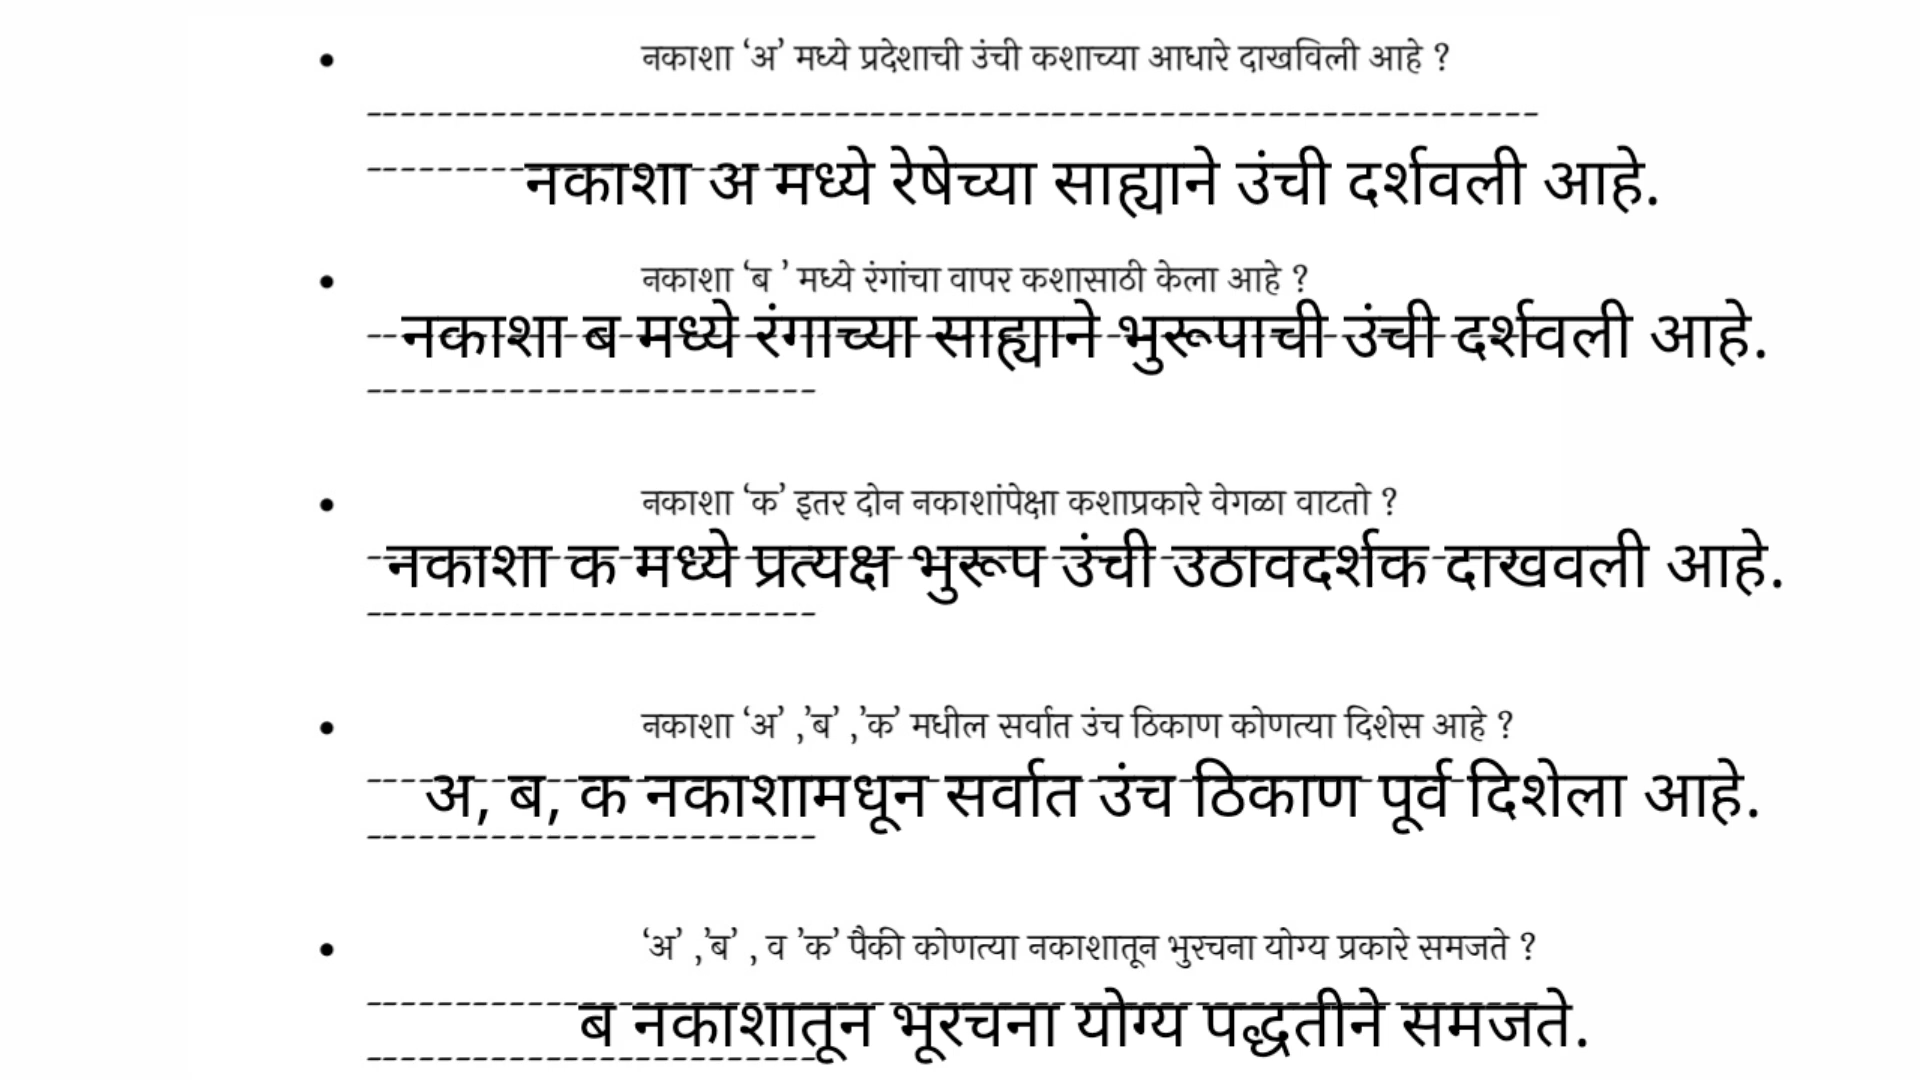 • नकाशा ‘अ’ मध्ये प्रदेशाची उंची कशाच्या आधारे दाखविली आहे ?
नकाशा अ मध्ये रेषेच्या साह्याने उंची दर्शवली आहे.
• नकाशा ‘ब ’ मध्ये रंगांचा वापर कशासाठी केला आहे ?
नकाशा ब मध्ये रंगाच्या साह्याने भुरूपाची उंची दर्शवली आहे.
• नकाशा ‘क’ इतर दोन नकाशांपेक्षा कशाप्रकारे वेगळा वाटतो ?
नकाशा क मध्ये प्रत्यक्ष भुरूप उंची उठावदर्शक दाखवली आहे.
• नकाशा ‘अ’ ,’ब’ ,’क’ मधील सर्वात उंच ठिकाण कोणत्या दिशेस आहे ?
अ, ब, क नकाशामधून सर्वात उंच ठिकाण पूर्व दिशेला आहे.
• ‘अ’ ,’ब’ , व ’क’ पैकी कोणत्या नकाशातून भुरचना योग्य प्रकारे समजते ?
ब नकाशातून भूरचना योग्य पद्धतीने समजते.